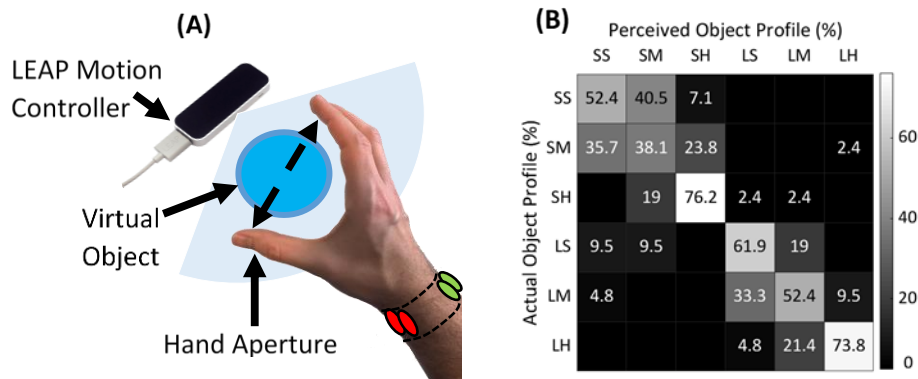 (A)
LEAP Motion
Controller
Virtual
Object
Hand Aperture
(B)
Perceived Object Profile (%)
SS SM SH LS LM LH
Actual Object Profile (%)
SS 52.4 40.5 7.1
SM 35.7 38.1 23.8 2.4
SH 19 76.2 2.4 2.4
LS 9.5 9.5 61.9 19
LM 4.8 33.3 52.4 9.5
LH 4.8 21.4 73.8
60
40
20
0